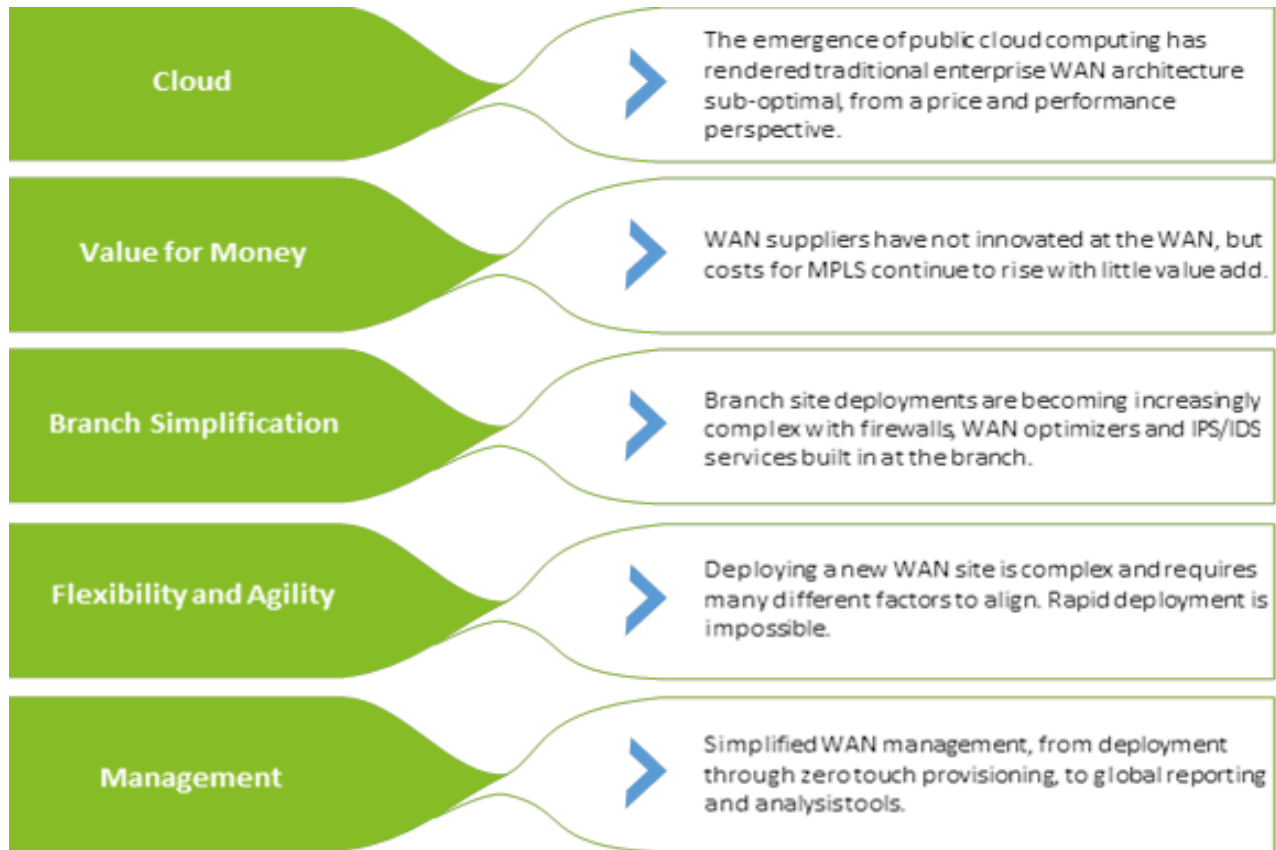 Cloud
The emergence of public cloud computing has
rendered traditional enterprise WAN architecture
sub-optimal, from a price and performance
perspective.
Value for Money
WAN suppliers have not innovated at the WAN, but
costs for MPLS continue to rise with little value add.
Branch Simplification
Branch site deployments are becoming increasingly
complex with firewalls, WAN optimizers and IPS/IDS
services built in at the branch.
Flexibility and Agility
Deploying a new WAN site is complex and requires
many different factors to align. Rapid deployment is
impossible.
Management
Simplified WAN management, from deployment
through zero touch provisioning, to global reporting
and analysis tools.